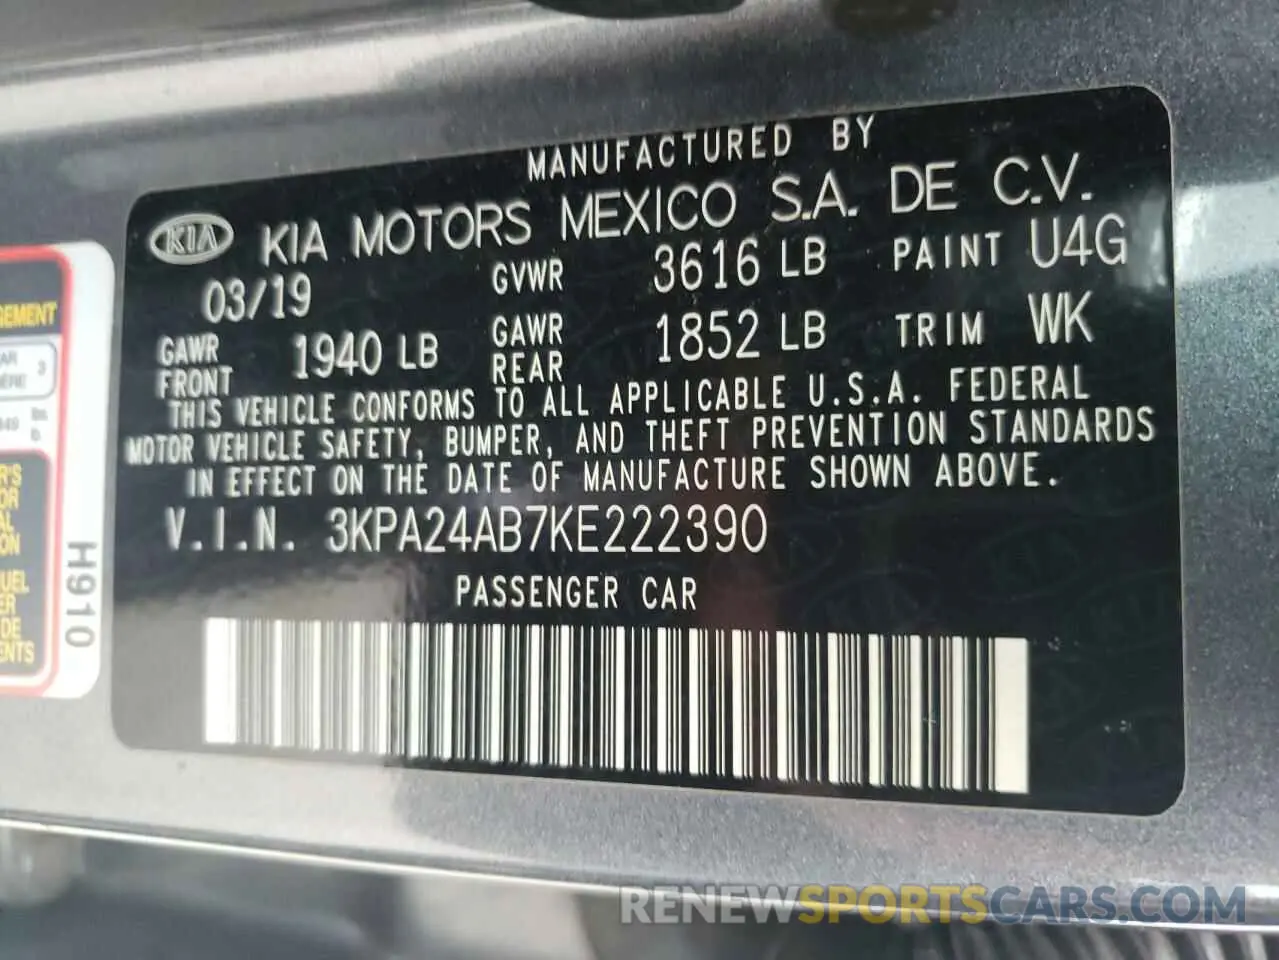 MANUFACTURED BY
KIA KIA MOTORS MEXICO S.A. DE C.V.
03/19 GVWR 3616 LB PAINT U4G
GAWR FRONT 1940 LB GAWR REAR 1852 LB TRIM WK
THIS VEHICLE CONFORMS TO ALL APPLICABLE U.S.A. FEDERAL
MOTOR VEHICLE SAFETY, BUMPER, AND THEFT PREVENTION STANDARDS
IN EFFECT ON THE DATE OF MANUFACTURE SHOWN ABOVE.
V.I.N. 3KPA24AB7KE222390
PASSENGER CAR
H910
3
lbs
RENEWSPORTSCARS.COM